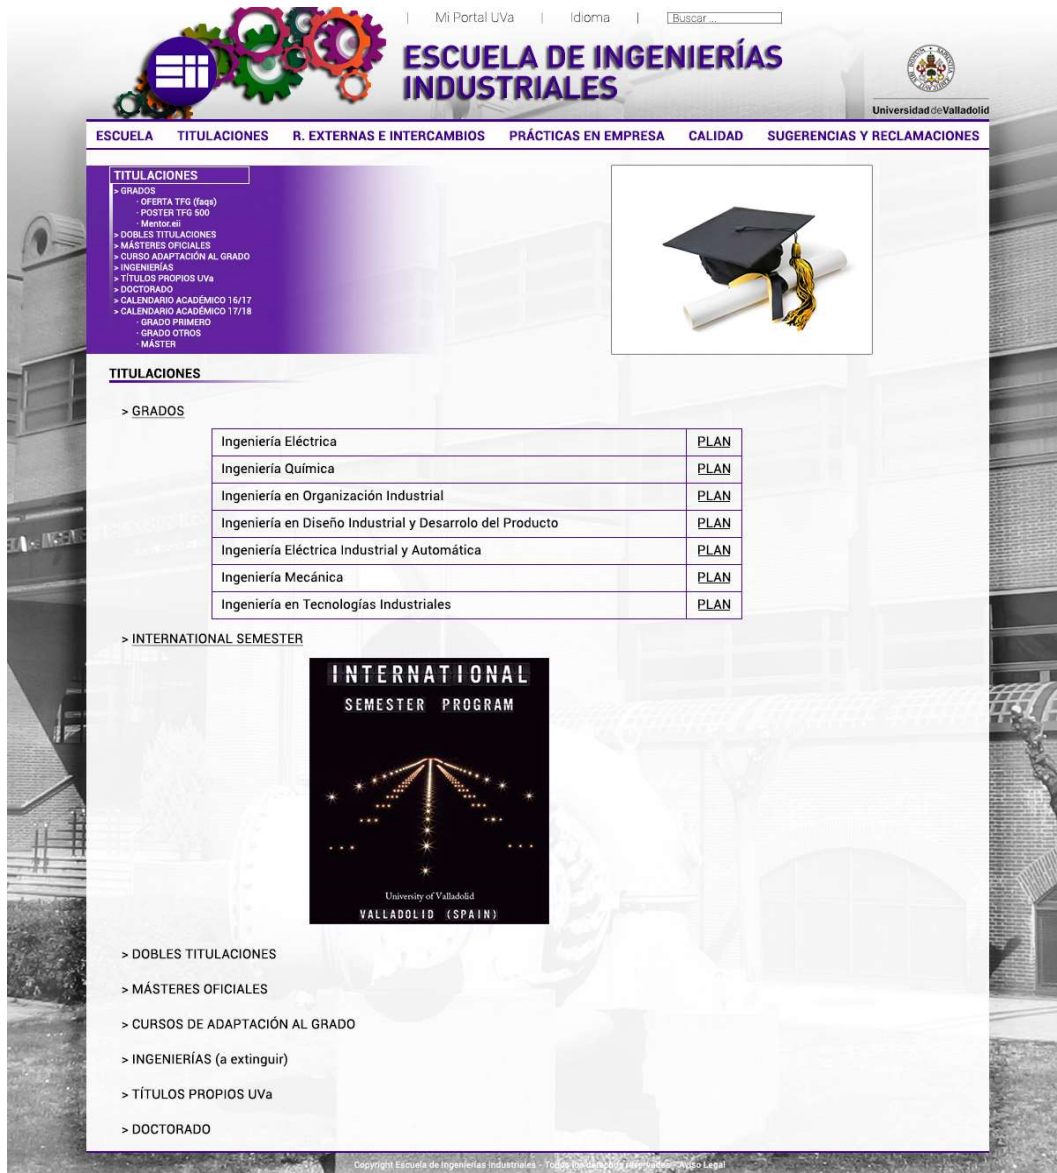 | Mi Portal UVa | Idioma | Buscar ...
eii
ESCUELA DE INGENIERÍAS
INDUSTRIALES
Universidad de Valladolid
ESCUELA TITULACIONES R. EXTERNAS E INTERCAMBIOS PRÁCTICAS EN EMPRESA CALIDAD SUGERENCIAS Y RECLAMACIONES
TITULACIONES
> GRADOS
- OFERTA TFG (faqs)
- POSTER TFG 500
- Mentor.eii
> DOBLES TITULACIONES
> MÁSTERES OFICIALES
> CURSO ADAPTACIÓN AL GRADO
> INGENIERÍAS
> TÍTULOS PROPIOS UVa
> DOCTORADO
> CALENDARIO ACADÉMICO 16/17
> CALENDARIO ACADÉMICO 17/18
- GRADO PRIMERO
- GRADO OTROS
- MÁSTER
TITULACIONES
> GRADOS
Ingeniería Eléctrica PLAN
Ingeniería Química PLAN
Ingeniería en Organización Industrial PLAN
Ingeniería en Diseño Industrial y Desarrolo del Producto PLAN
Ingeniería Eléctrica Industrial y Automática PLAN
Ingeniería Mecánica PLAN
Ingeniería en Tecnologías Industriales PLAN
> INTERNATIONAL SEMESTER
INTERNATIONAL
SEMESTER PROGRAM
University of Valladolid
VALLADOLID (SPAIN)
> DOBLES TITULACIONES
> MÁSTERES OFICIALES
> CURSOS DE ADAPTACIÓN AL GRADO
> INGENIERÍAS (a extinguir)
> TÍTULOS PROPIOS UVa
> DOCTORADO
Copyright Escuela de Ingenierías Industriales - Todos los derechos reservados - Aviso Legal